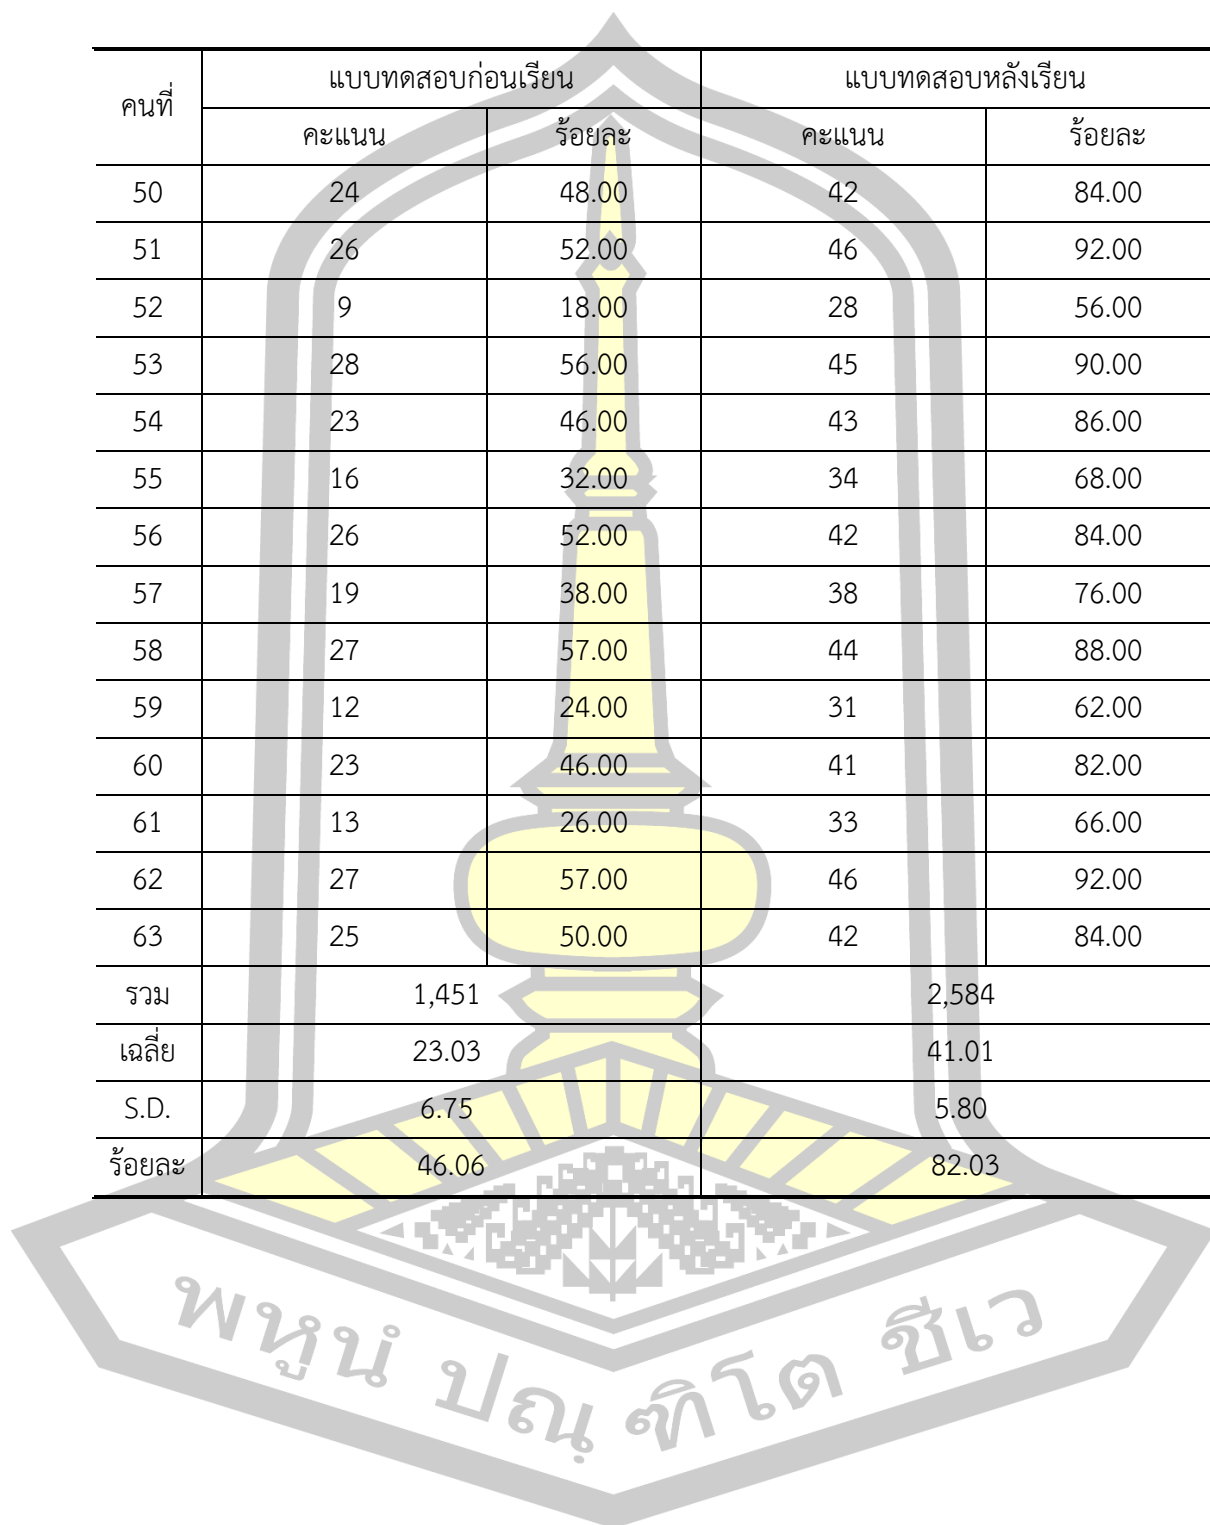 คนที่ แบบทดสอบก่อนเรียน แบบทดสอบหลังเรียน
คะแนน ร้อยละ คะแนน ร้อยละ
50 24 48.00 42 84.00
51 26 52.00 46 92.00
52 9 18.00 28 56.00
53 28 56.00 45 90.00
54 23 46.00 43 86.00
55 16 32.00 34 68.00
56 26 52.00 42 84.00
57 19 38.00 38 76.00
58 27 57.00 44 88.00
59 12 24.00 31 62.00
60 23 46.00 41 82.00
61 13 26.00 33 66.00
62 27 57.00 46 92.00
63 25 50.00 42 84.00
รวม 1,451 2,584
เฉลี่ย 23.03 41.01
S.D. 6.75 5.80
ร้อยละ 46.06 82.03
พหูนํ ปณฺ ฑิโต ชีเว